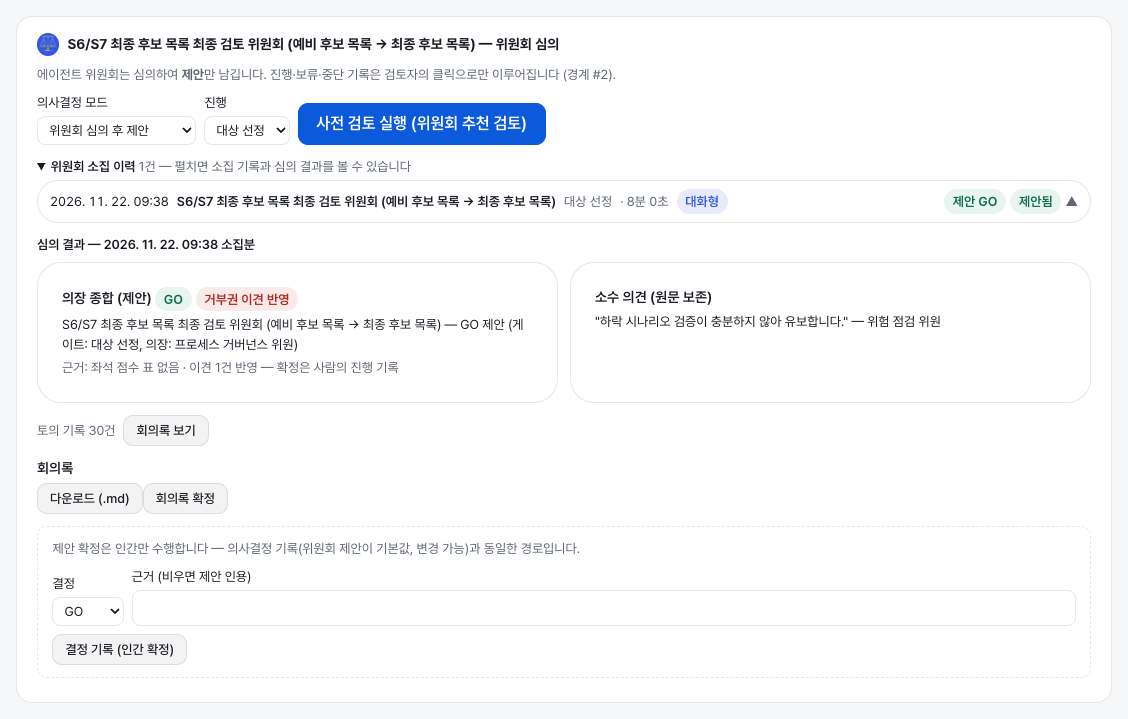 S6/S7 최종 후보 목록 최종 검토 위원회 (예비 후보 목록 → 최종 후보 목록) — 위원회 심의
에이전트 위원회는 심의하여 제안만 남깁니다. 진행·보류·중단 기록은 검토자의 클릭으로만 이루어집니다 (경계 #2).
의사결정 모드
진행
위원회 심의 후 제안
대상 선정
사전 검토 실행 (위원회 추천 검토)
▼ 위원회 소집 이력 1건 — 펼치면 소집 기록과 심의 결과를 볼 수 있습니다
2026. 11. 22. 09:38 S6/S7 최종 후보 목록 최종 검토 위원회 (예비 후보 목록 → 최종 후보 목록) 대상 선정 · 8분 0초 대화형 제안 GO 제안됨 ▲
심의 결과 — 2026. 11. 22. 09:38 소집분
의장 종합 (제안) GO 거부권 이견 반영
S6/S7 최종 후보 목록 최종 검토 위원회 (예비 후보 목록 → 최종 후보 목록) — GO 제안 (게
이트: 대상 선정, 의장: 프로세스 거버넌스 위원)
근거: 좌석 점수 표 없음 · 이견 1건 반영 — 확정은 사람의 진행 기록
소수 의견 (원문 보존)
"하락 시나리오 검증이 충분하지 않아 유보합니다." — 위험 점검 위원
토의 기록 30건 회의록 보기
회의록
다운로드 (.md) 회의록 확정
제안 확정은 인간만 수행합니다 — 의사결정 기록(위원회 제안이 기본값, 변경 가능)과 동일한 경로입니다.
결정
근거 (비우면 제안 인용)
GO
결정 기록 (인간 확정)